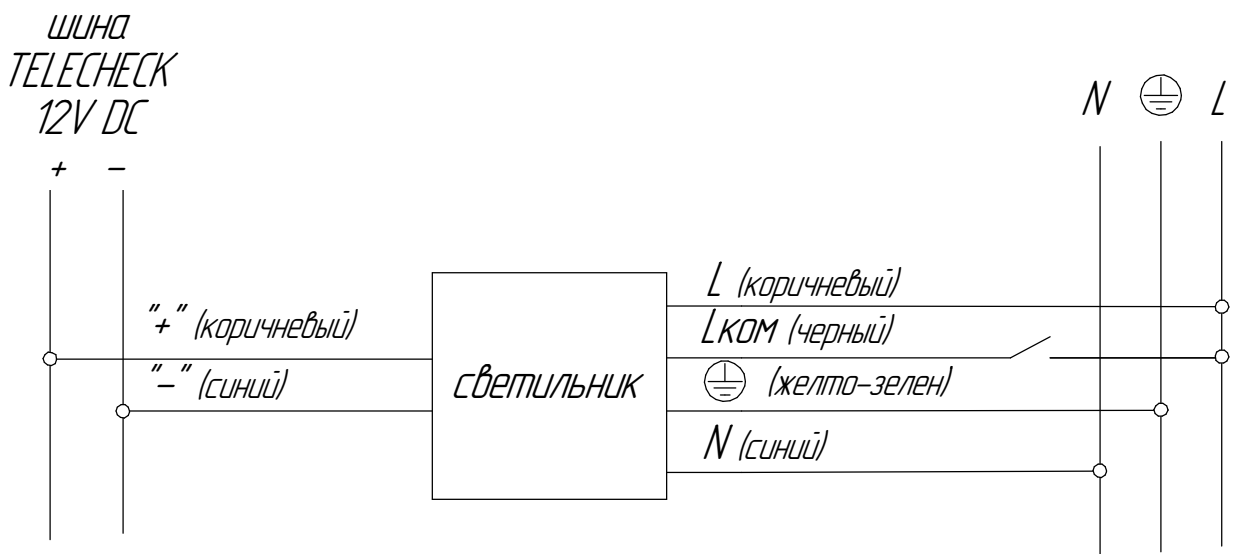 шина
TELECHECK
12V DC
+ −
N L
"+" (коричневый)
"−" (синий)
светильник
L (коричневый)
Lком (черный)
(желто-зелен)
N (синий)